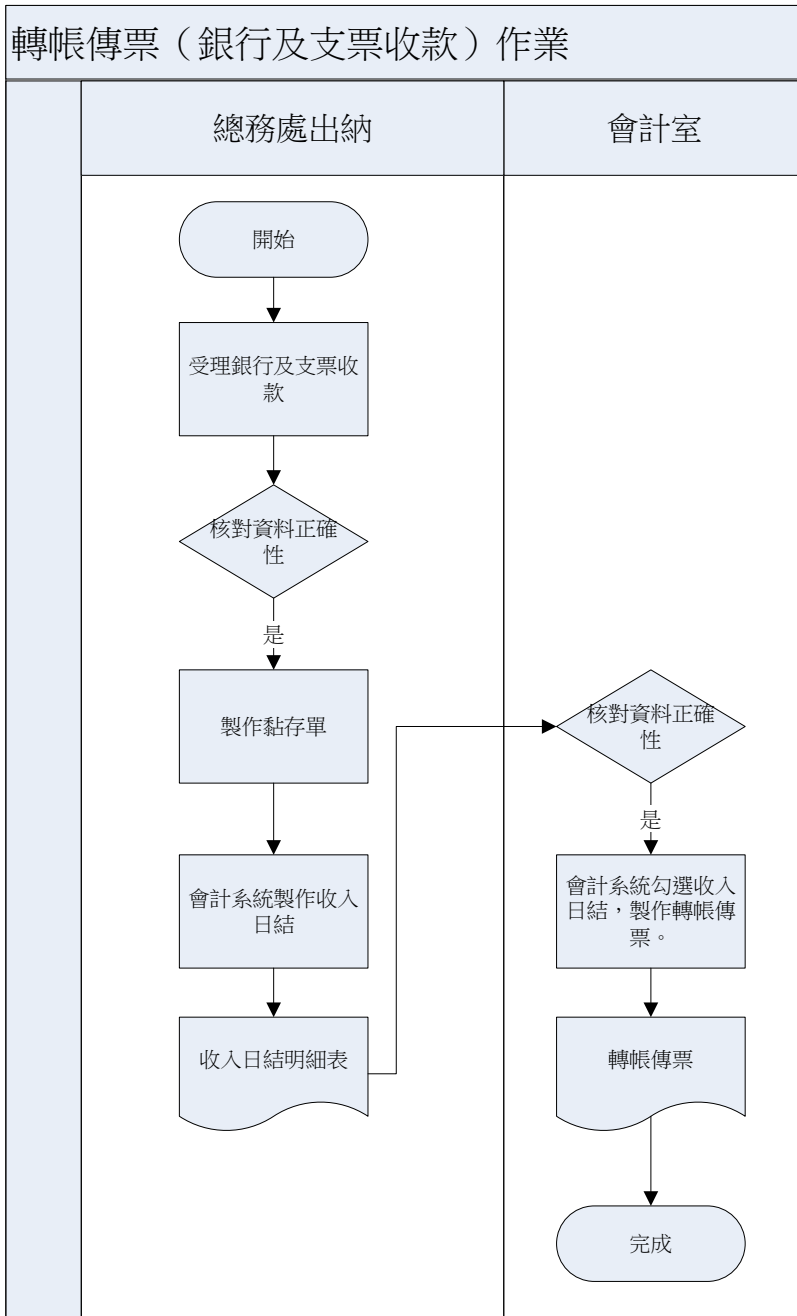 轉帳傳票（銀行及支票收款）作業
總務處出納
會計室
開始
受理銀行及支票收
款
核對資料正確
性
是
製作黏存單
會計系統製作收入
日結
收入日結明細表
核對資料正確
性
是
會計系統勾選收入
日結，製作轉帳傳
票。
轉帳傳票
完成